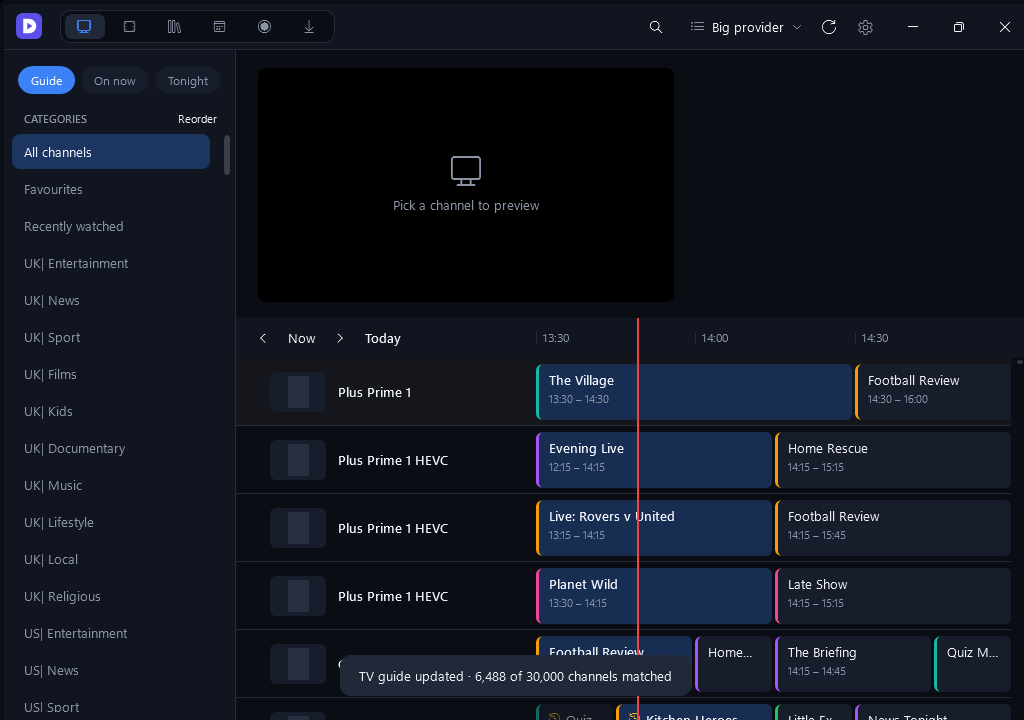 Big provider
Guide
On now
Tonight
CATEGORIES
Reorder
All channels
Favourites
Recently watched
UK| Entertainment
UK| News
UK| Sport
UK| Films
UK| Kids
UK| Documentary
UK| Music
UK| Lifestyle
UK| Local
UK| Religious
US| Entertainment
US| News
US| Sport
Pick a channel to preview
Now
Today
13:30
14:00
14:30
Plus Prime 1
The Village
13:30 – 14:30
Football Review
14:30 – 16:00
Plus Prime 1 HEVC
Evening Live
12:15 – 14:15
Home Rescue
14:15 – 15:15
Plus Prime 1 HEVC
Live: Rovers v United
13:15 – 14:15
Football Review
14:15 – 15:45
Plus Prime 1 HEVC
Planet Wild
13:30 – 14:15
Late Show
14:15 – 15:15
Football Review
Home...
The Briefing
14:15 – 14:45
Quiz M...
TV guide updated · 6,488 of 30,000 channels matched
Quiz
Kitchen Heroes
Little Ex
News Tonight